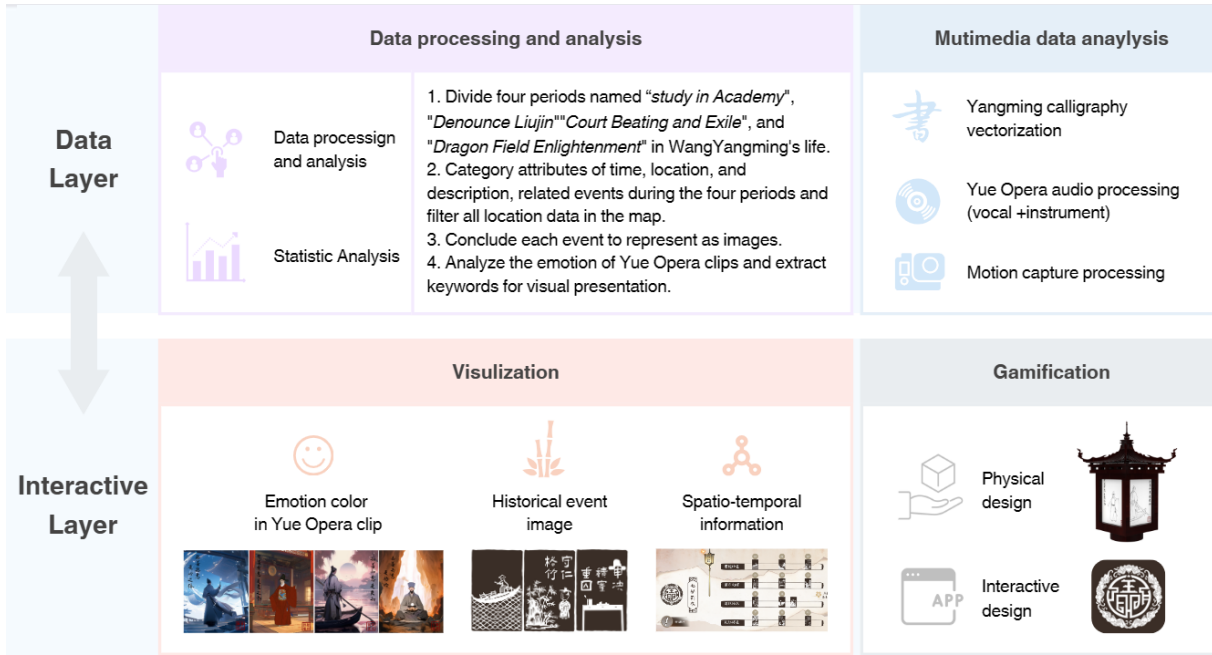 Data processing and analysis
Mutimedia data anaylysis
Data
Layer
Data processign
and analysis
Statistic Analysis
1. Divide four periods named “study in Academy",
"Denounce Liujin""Court Beating and Exile", and
"Dragon Field Enlightenment" in WangYangming's life.
2. Category attributes of time, location, and
description, related events during the four periods and
filter all location data in the map.
3. Conclude each event to represent as images.
4. Analyze the emotion of Yue Opera clips and extract
keywords for visual presentation.
書
Yangming calligraphy
vectorization
Yue Opera audio processing
(vocal +instrument)
Motion capture processing
Interactive
Layer
Visulization
Gamification
Emotion color
in Yue Opera clip
Historical event
image
Spatio-temporal
information
守仁
Physical
design
APP
Interactive
design